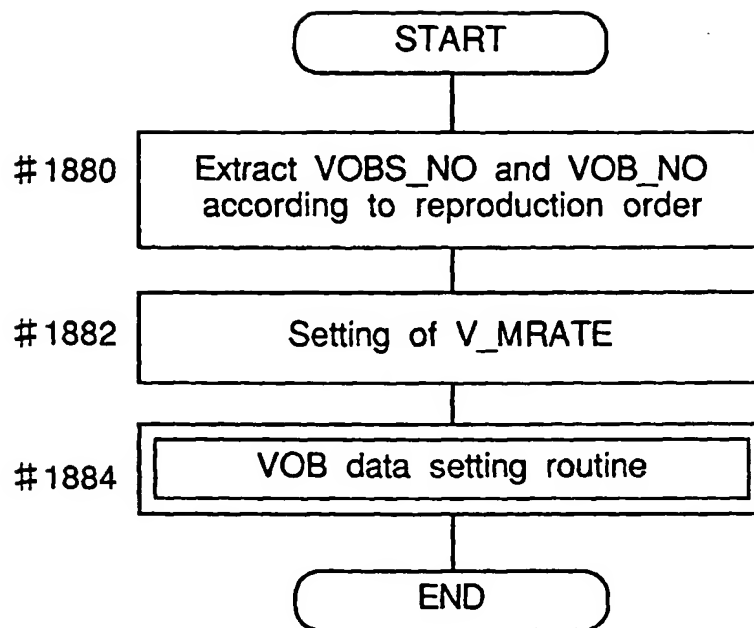 START
#1880
Extract VOBS_NO and VOB_NO
according to reproduction order
#1882
Setting of V_MRATE
#1884
VOB data setting routine
END